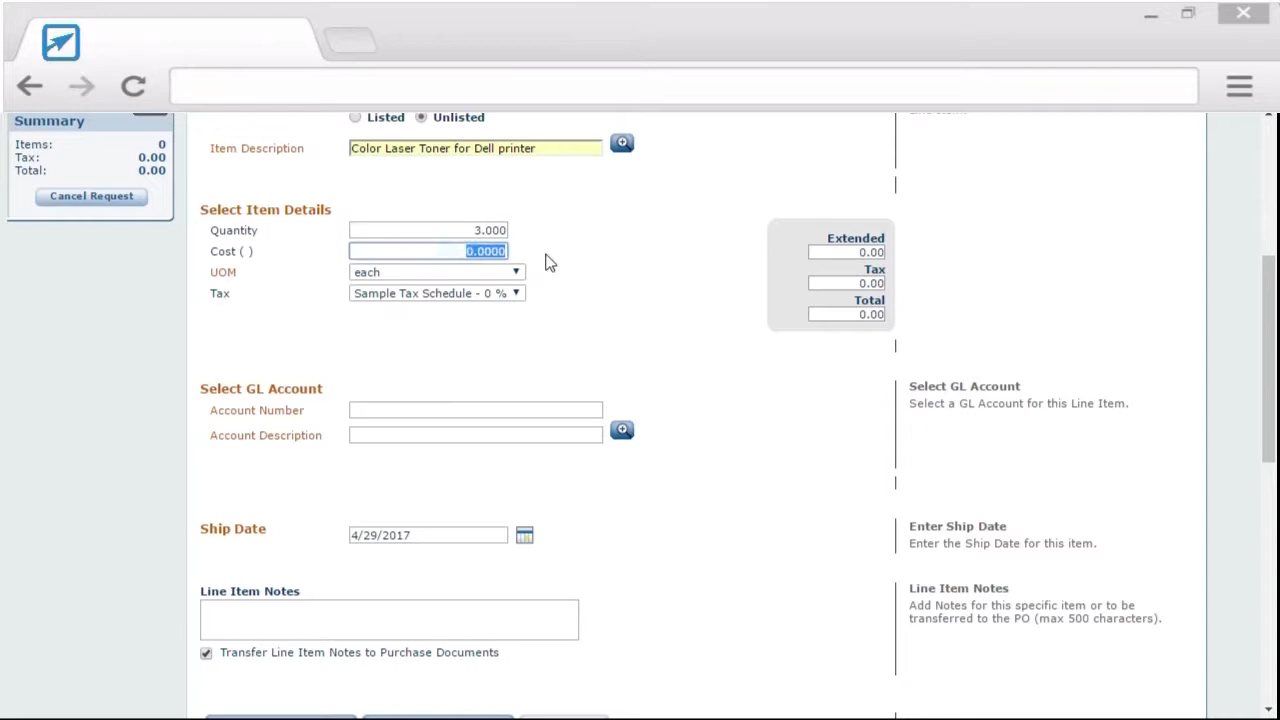 Summary
Items: 0
Tax: 0.00
Total: 0.00
Cancel Request
Listed Unlisted
Item Description Color Laser Toner for Dell printer
Select Item Details
Quantity 3.000
Cost ( ) 0.0000
UOM each
Tax Sample Tax Schedule - 0 %
Extended
0.00
Tax
0.00
Total
0.00
Select GL Account
Account Number
Account Description
Select GL Account
Select a GL Account for this Line Item.
Ship Date 4/29/2017
Enter Ship Date
Enter the Ship Date for this item.
Line Item Notes
Transfer Line Item Notes to Purchase Documents
Line Item Notes
Add Notes for this specific item or to be
transferred to the PO (max 500 characters).